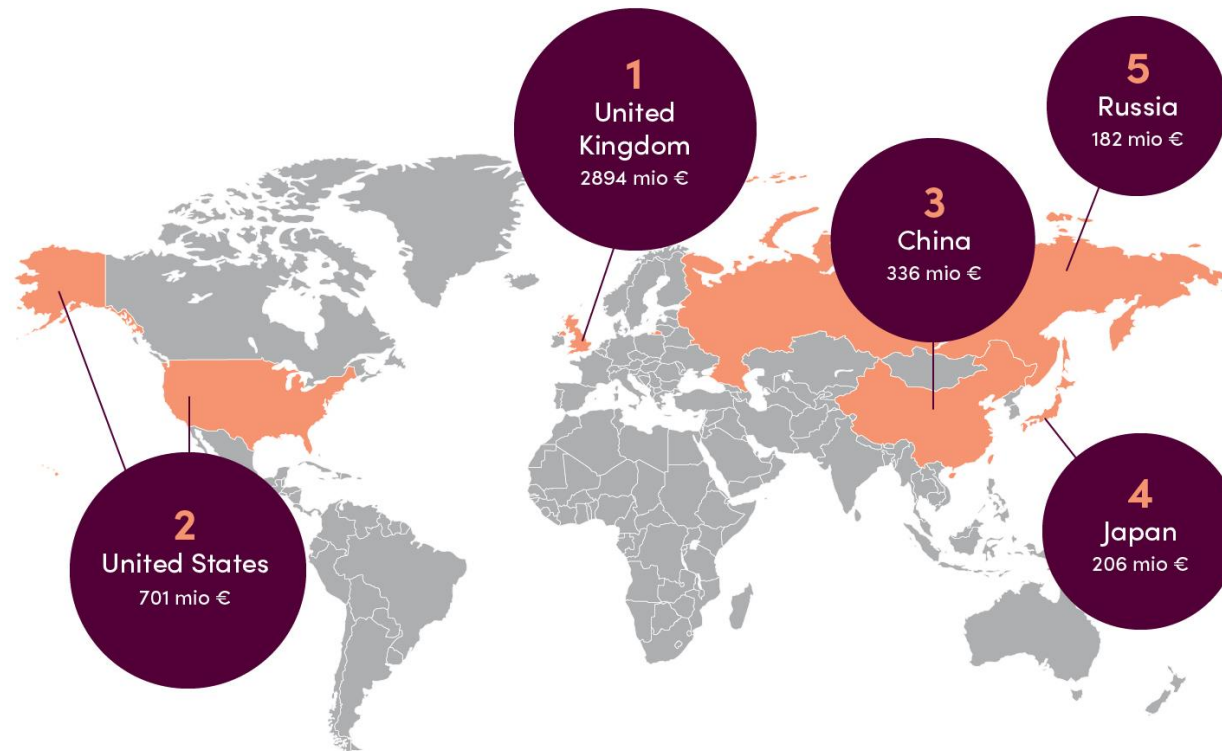 1
United
Kingdom
2894 mio €
5
Russia
182 mio €
3
China
336 mio €
2
United States
701 mio €
4
Japan
206 mio €